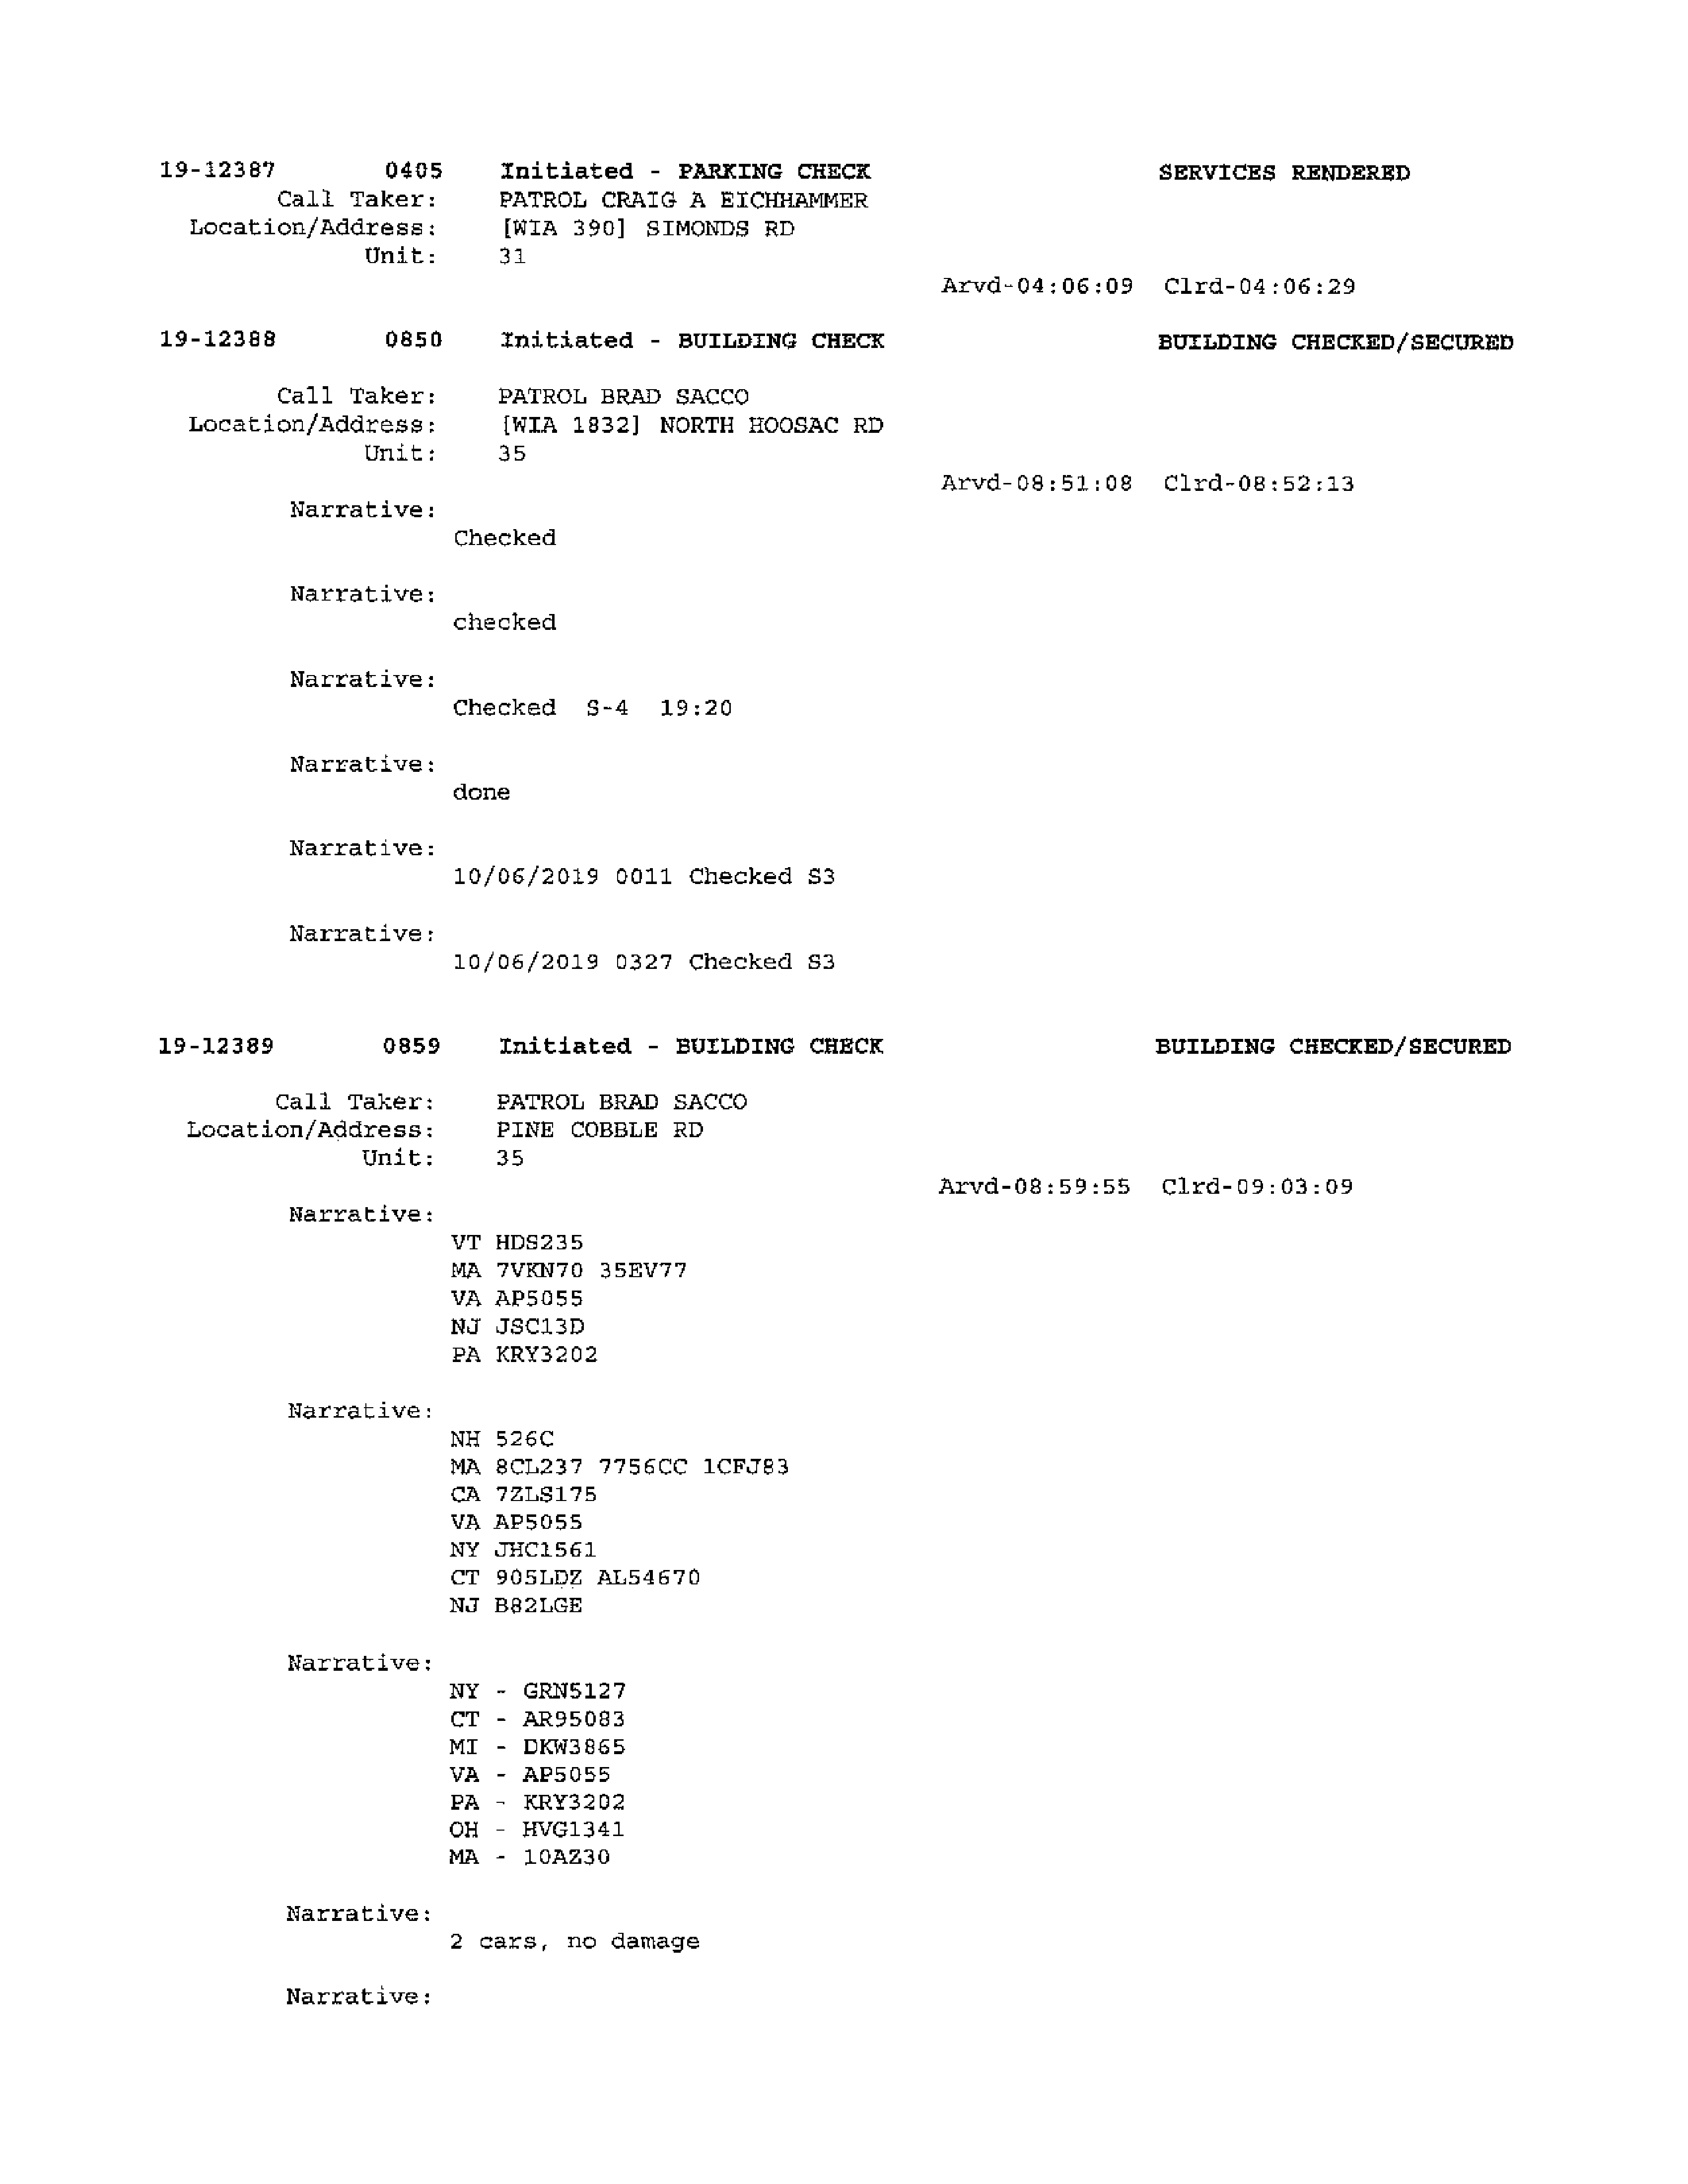 19-12387 0405 Initiated - PARKING CHECK SERVICES RENDERED
Call Taker: PATROL CRAIG A EICHHAMMER
Location/Address: [WIA 390] SIMONDS RD
Unit: 31
Arvd-04:06:09 Clrd-04:06:29
19-12388 0850 Initiated - BUILDING CHECK BUILDING CHECKED/SECURED
Call Taker: PATROL BRAD SACCO
Location/Address: [WIA 1832] NORTH HOOSAC RD
Unit: 35
Arvd-08:51:08 Clrd-08:52:13
Narrative:
Checked
Narrative:
checked
Narrative:
Checked S-4 19:20
Narrative:
done
Narrative:
10/06/2019 0011 Checked S3
Narrative:
10/06/2019 0327 Checked S3
19-12389 0859 Initiated - BUILDING CHECK BUILDING CHECKED/SECURED
Call Taker: PATROL BRAD SACCO
Location/Address: PINE COBBLE RD
Unit: 35
Arvd-08:59:55 Clrd-09:03:09
Narrative:
VT HDS235
MA 7VKN70 35EV77
VA AP5055
NJ JSC13D
PA KRY3202
Narrative:
NH 526C
MA 8CL237 7756CC 1CFJ83
CA 7ZLS175
VA AP5055
NY JHC1561
CT 905LDZ AL54670
NJ B82LGE
Narrative:
NY - GRN5127
CT - AR95083
MI - DKW3865
VA - AP5055
PA - KRY3202
OH - HVG1341
MA - 10AZ30
Narrative:
2 cars, no damage
Narrative: